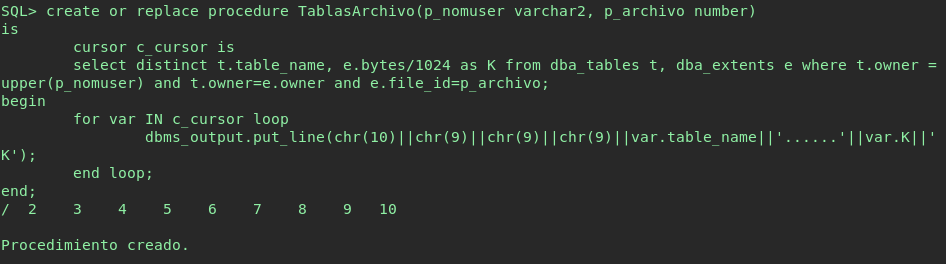 SQL> create or replace procedure TablasArchivo(p_nomuser varchar2, p_archivo number)
is
        cursor c_cursor is
        select distinct t.table_name, e.bytes/1024 as K from dba_tables t, dba_extents e where t.owner =
upper(p_nomuser) and t.owner=e.owner and e.file_id=p_archivo;
begin
        for var IN c_cursor loop
                dbms_output.put_line(chr(10)||chr(9)||chr(9)||chr(9)||var.table_name||'......'||var.K||'
K');
        end loop;
end;
/  2    3    4    5    6    7    8    9   10

Procedimiento creado.